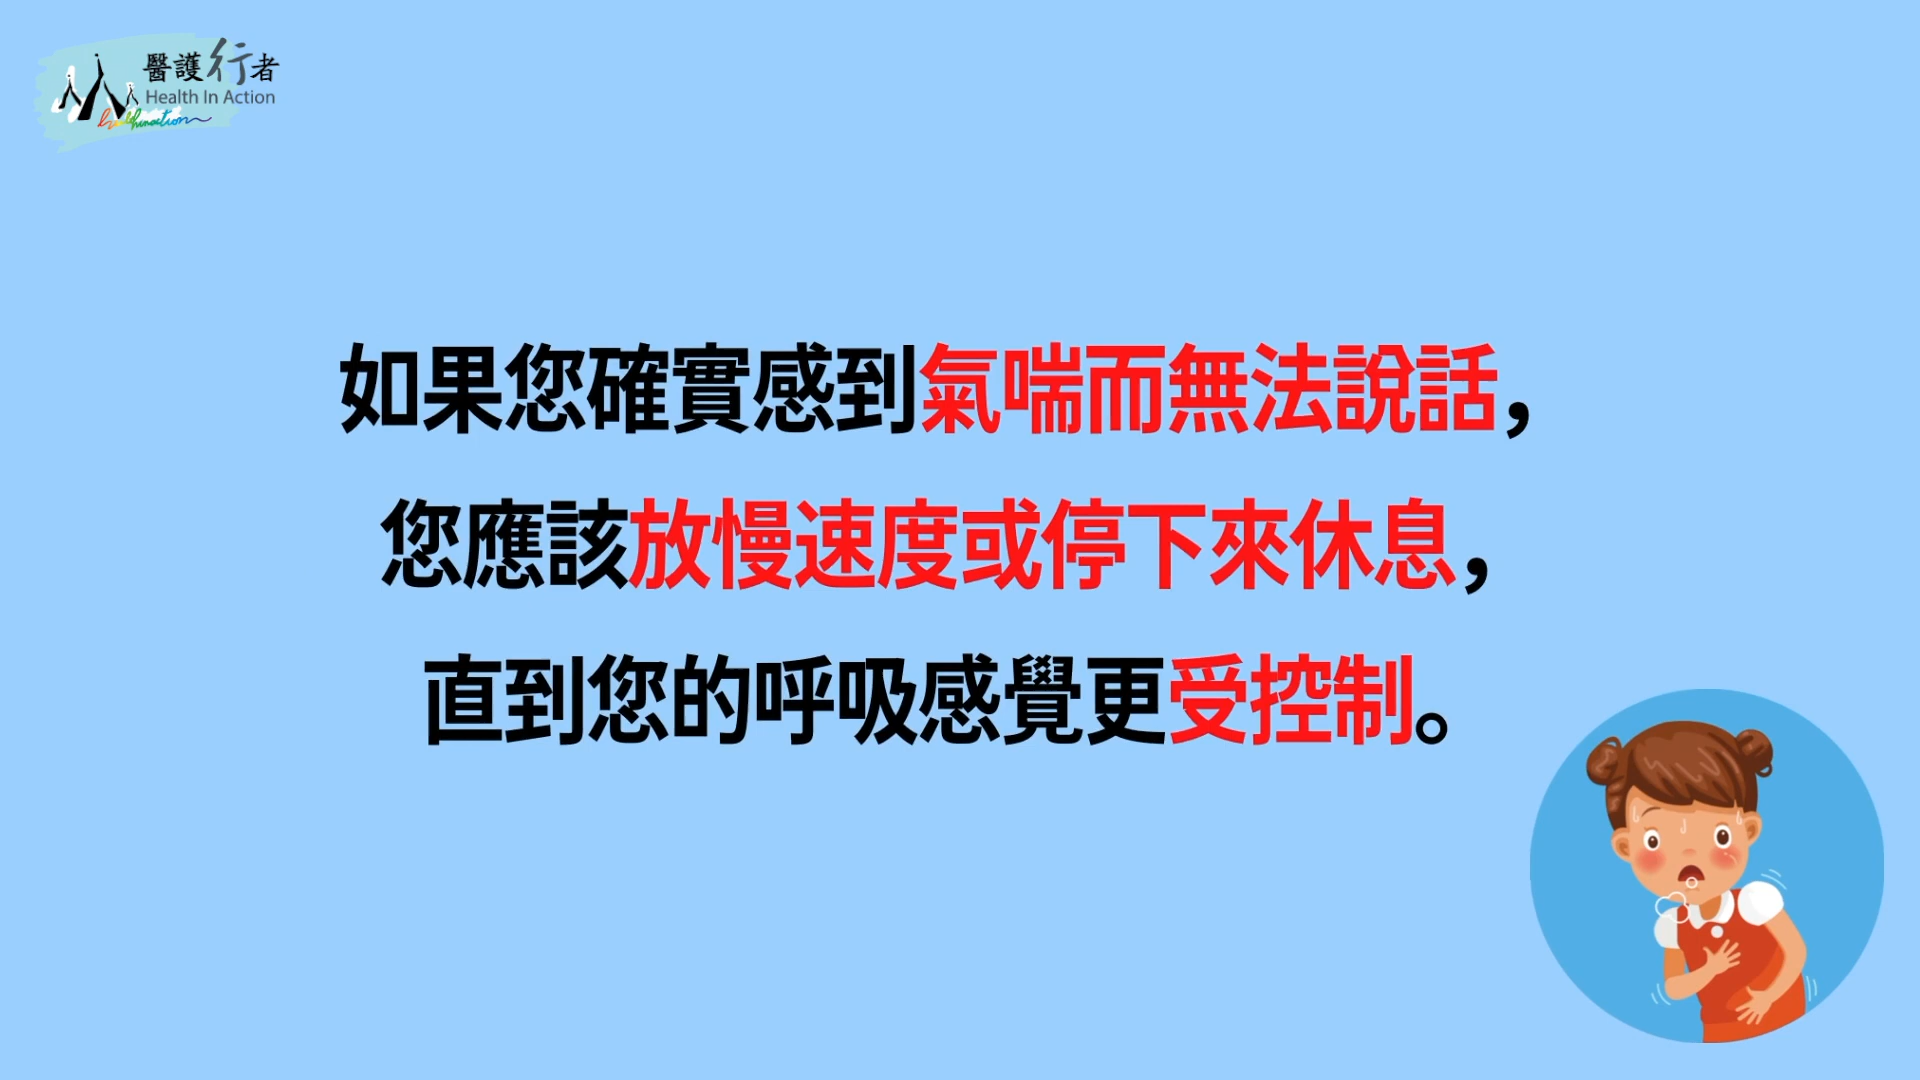 醫護行者
Health In Action
healthinaction
如果您確實感到氣喘而無法說話，
您應該放慢速度或停下來休息，
直到您的呼吸感覺更受控制。